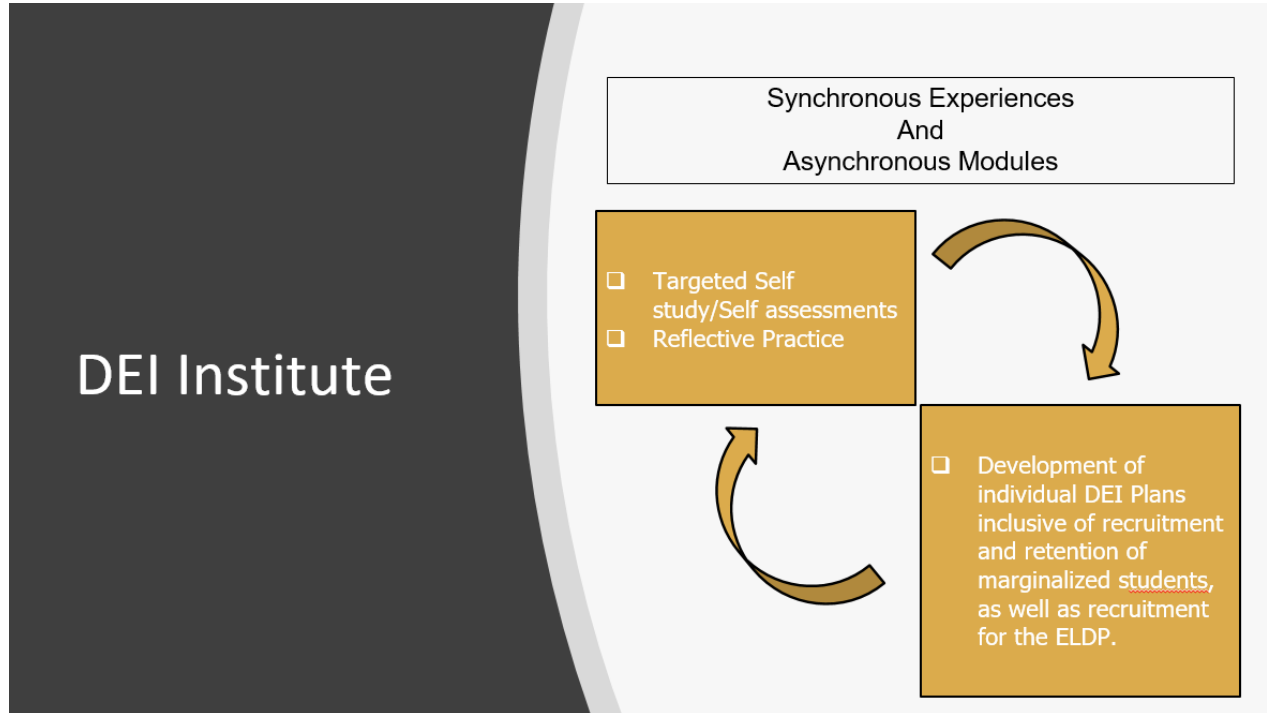 DEI Institute
Synchronous Experiences
And
Asynchronous Modules
Targeted Self
study/Self assessments
Reflective Practice
Development of
individual DEI Plans
inclusive of recruitment
and retention of
marginalized students,
as well as recruitment
for the ELDP.